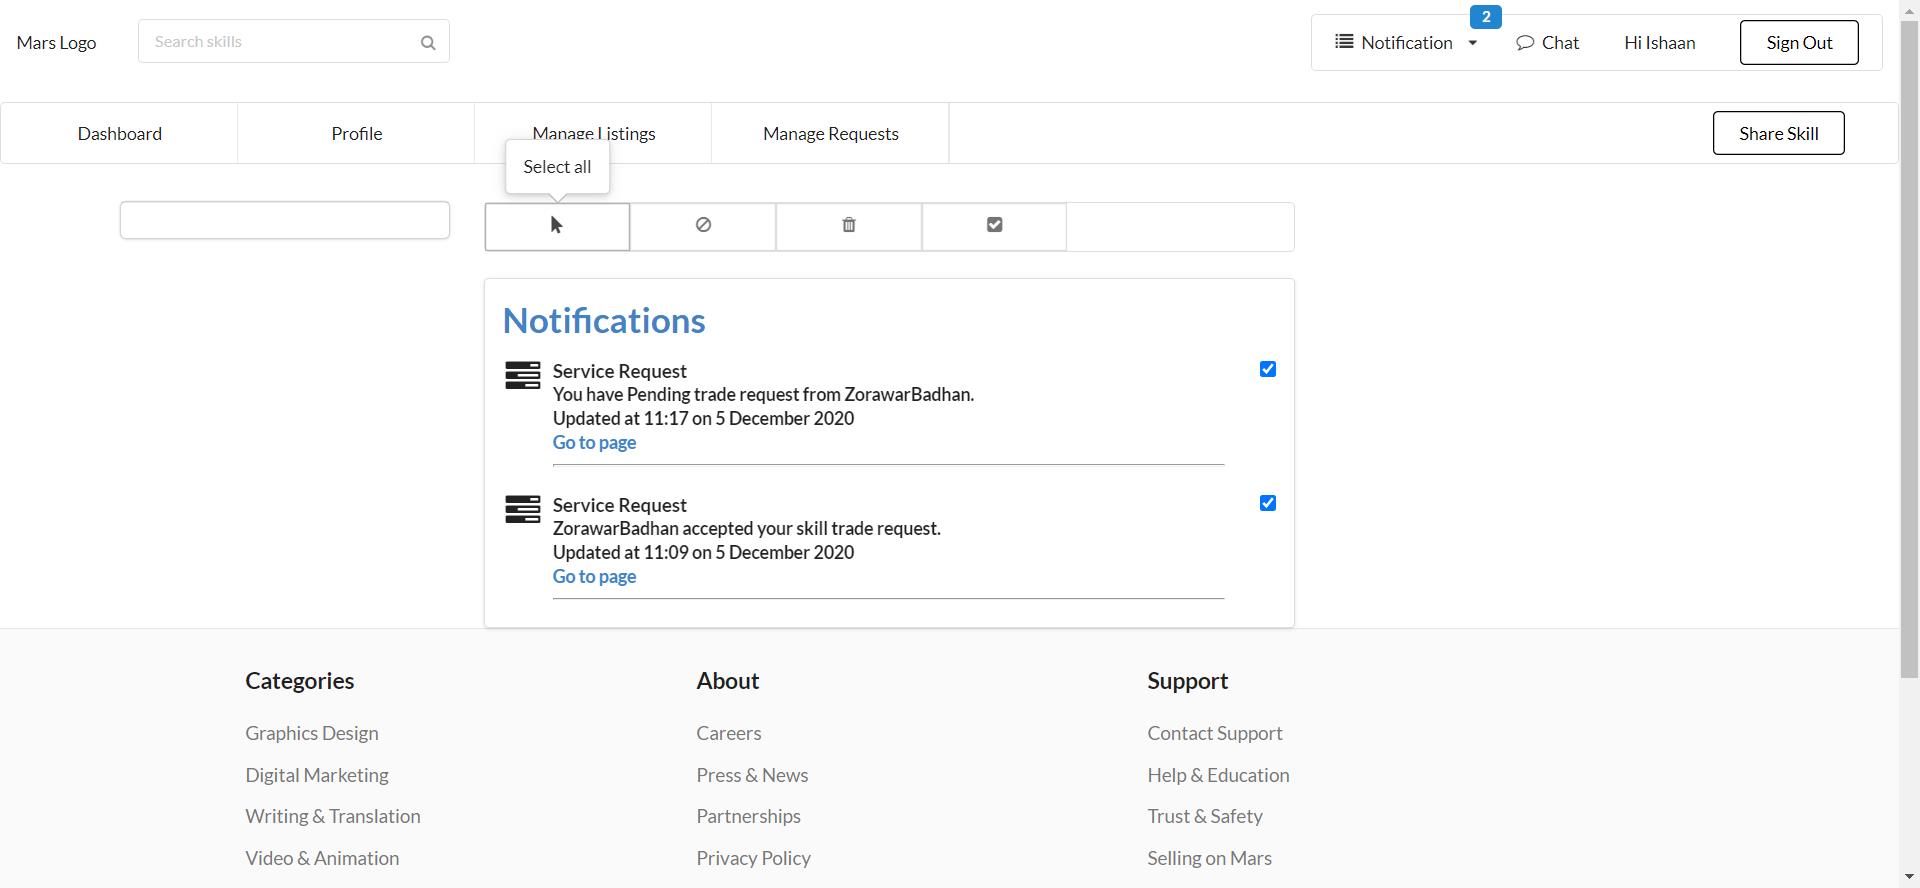 Mars Logo
Search skills
Notification
2
Chat
Hi Ishaan
Sign Out
Dashboard
Profile
Manage Listings
Manage Requests
Share Skill
Select all
Notifications
Service Request
You have Pending trade request from ZorawarBadhan.
Updated at 11:17 on 5 December 2020
Go to page
Service Request
ZorawarBadhan accepted your skill trade request.
Updated at 11:09 on 5 December 2020
Go to page
Categories
Graphics Design
Digital Marketing
Writing & Translation
Video & Animation
About
Careers
Press & News
Partnerships
Privacy Policy
Support
Contact Support
Help & Education
Trust & Safety
Selling on Mars